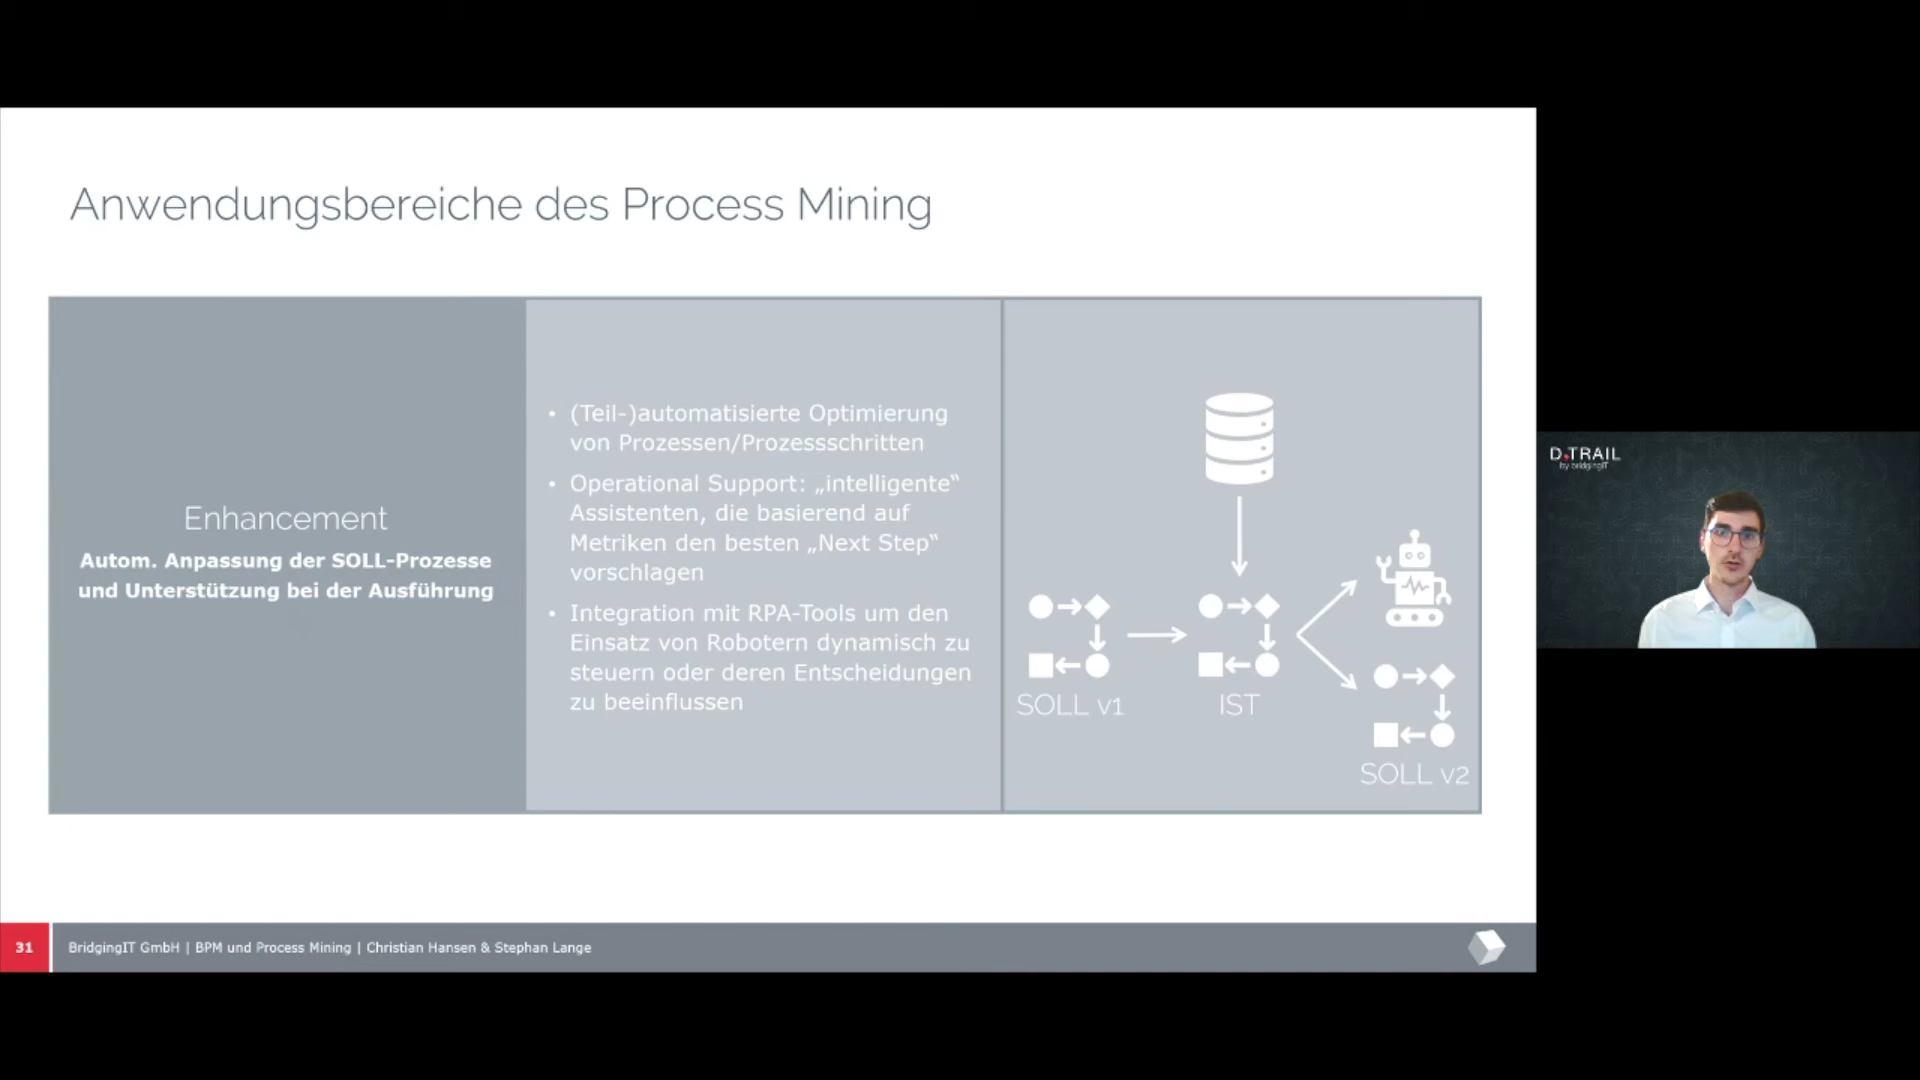 Anwendungsbereiche des Process Mining
Enhancement
Autom. Anpassung der SOLL-Prozesse
und Unterstützung bei der Ausführung
• (Teil-)automatisierte Optimierung
von Prozessen/Prozessschritten
• Operational Support: „intelligente“
Assistenten, die basierend auf
Metriken den besten „Next Step“
vorschlagen
• Integration mit RPA-Tools um den
Einsatz von Robotern dynamisch zu
steuern oder deren Entscheidungen
zu beeinflussen
SOLL v1
IST
SOLL v2
D.TRAIL
by bridgingIT
31
BridgingIT GmbH | BPM und Process Mining | Christian Hansen & Stephan Lange